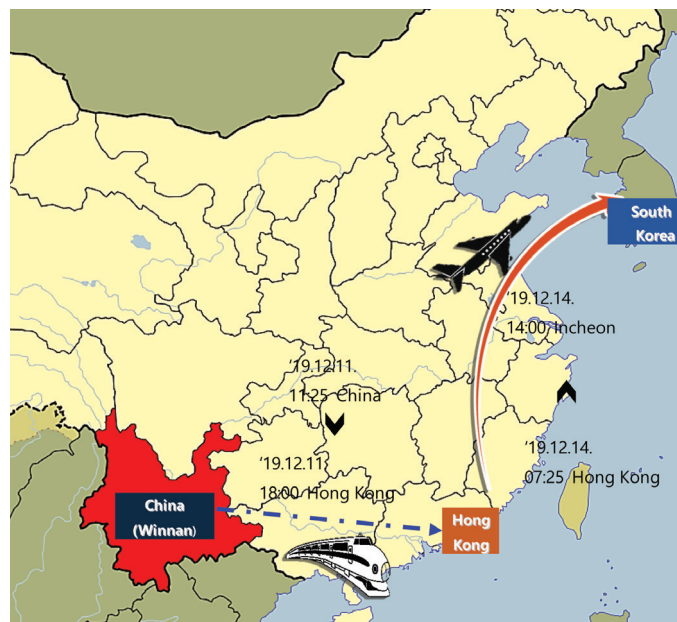 South
Korea
'19.12.14.
14:00 Incheon
'19.12.11.
11:25 China
'19.12.14.
07:25 Hong Kong
'19.12.11.
18:00 Hong Kong
China
(Winnan)
Hong
Kong